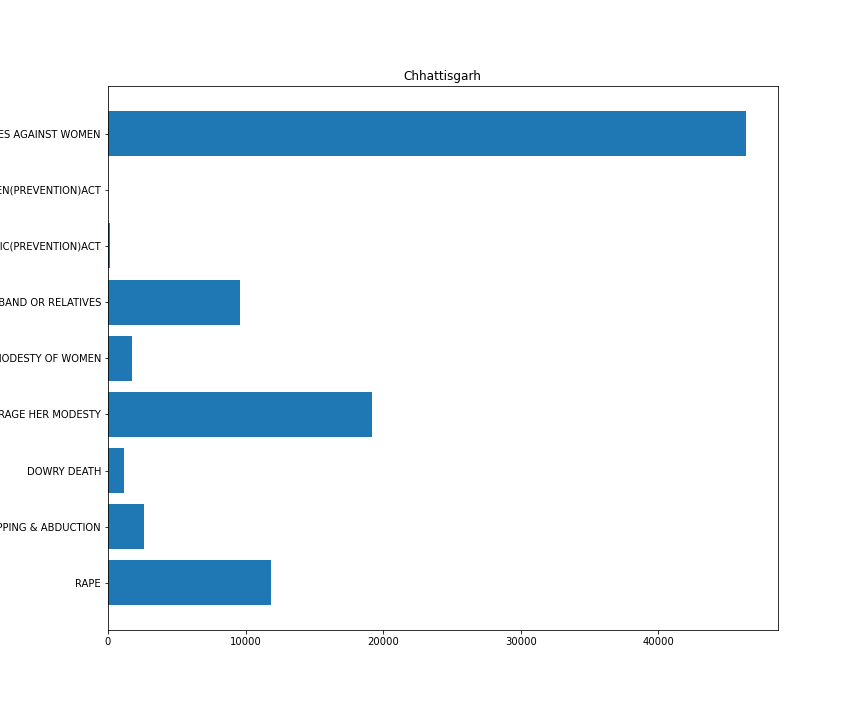 Chhattisgarh
ES AGAINST WOMEN
EN(PREVENTION)ACT
IC(PREVENTION)ACT
BAND OR RELATIVES
MODESTY OF WOMEN
RAGE HER MODESTY
DOWRY DEATH
PPING & ABDUCTION
RAPE
0 10000 20000 30000 40000